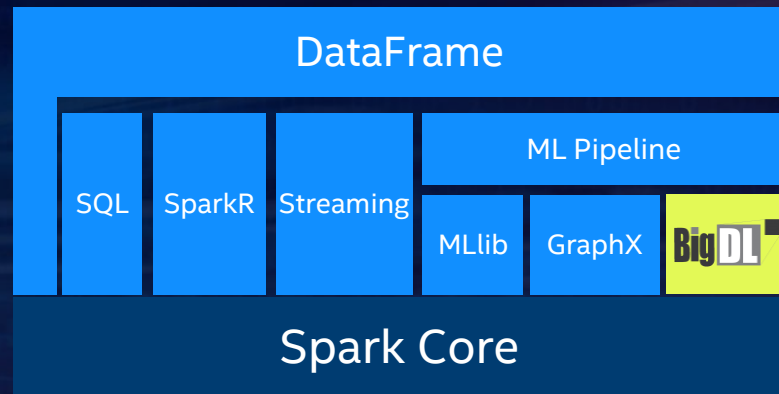 DataFrame
ML Pipeline
SQL
SparkR
Streaming
MLlib
GraphX
BigDL
Spark Core